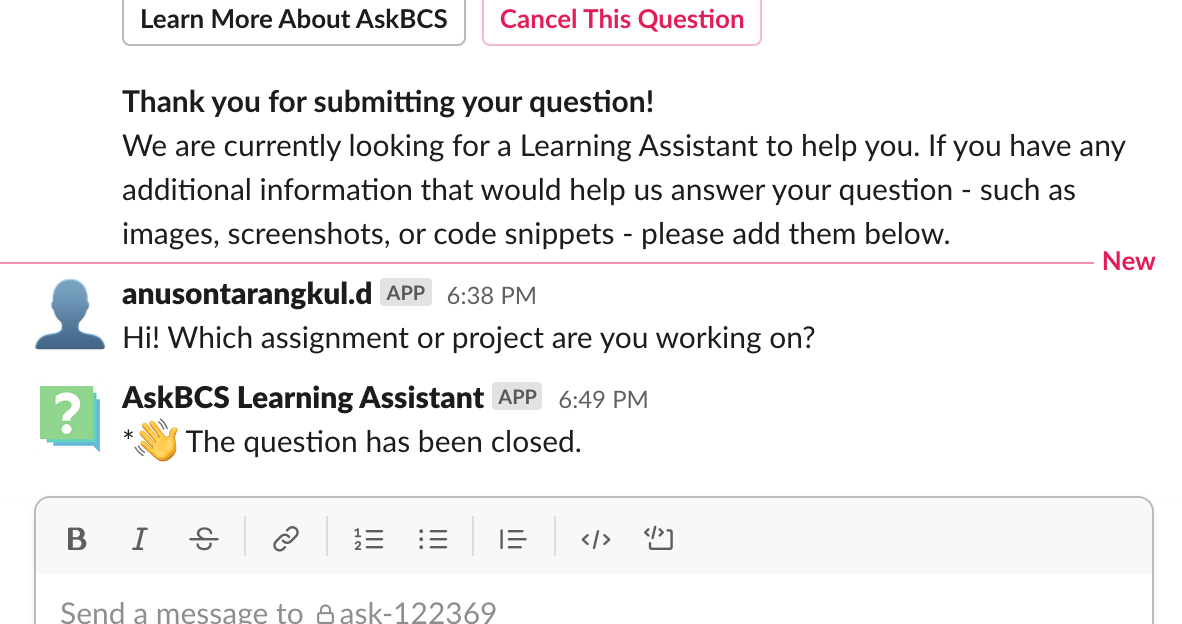 Learn More About AskBCS
Cancel This Question
Thank you for submitting your question!
We are currently looking for a Learning Assistant to help you. If you have any
additional information that would help us answer your question - such as
images, screenshots, or code snippets - please add them below.
New
anusontarangkul.d APP 6:38 PM
Hi! Which assignment or project are you working on?
AskBCS Learning Assistant APP 6:49 PM
*👋 The question has been closed.
Send a message to ask-122369